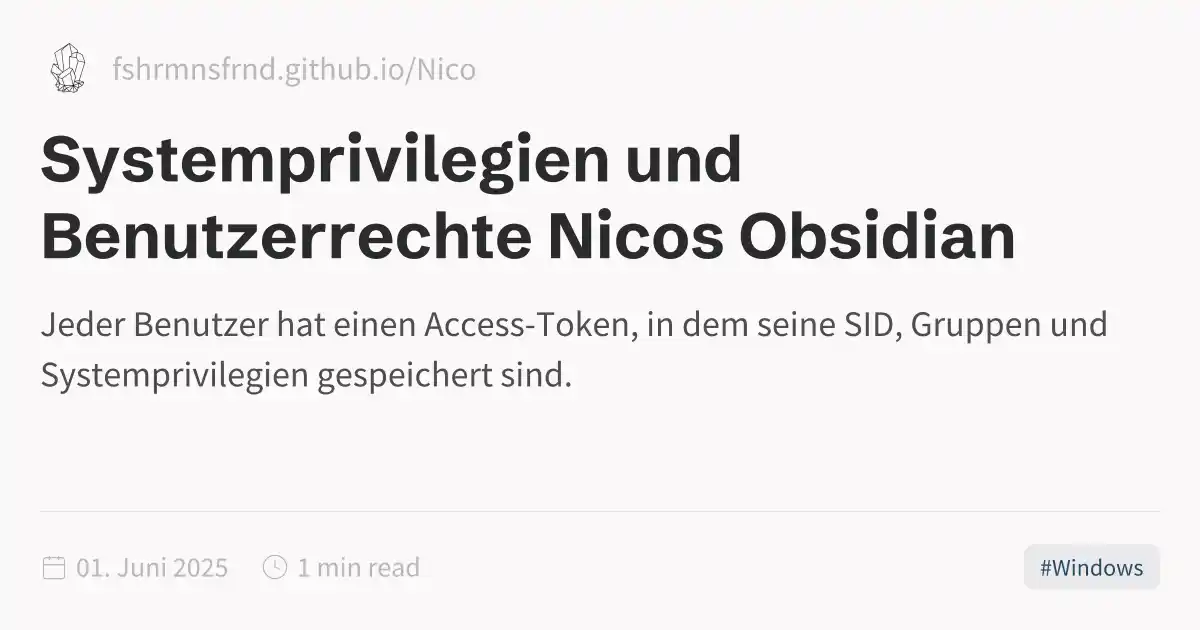 fshrmnsfrnd.github.io/Nico
Systemprivilegien und
Benutzerrechte Nicos Obsidian
Jeder Benutzer hat einen Access-Token, in dem seine SID, Gruppen und
Systemprivilegien gespeichert sind.
01. Juni 2025 1 min read
#Windows